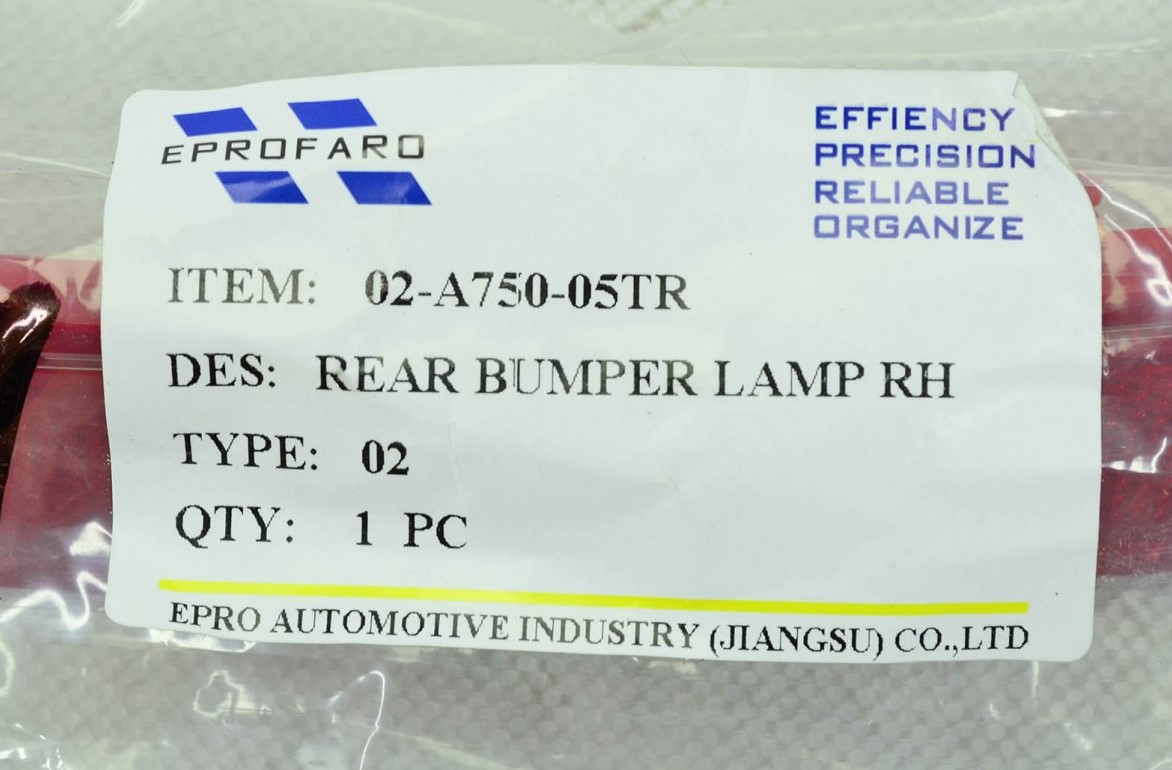 EPROFARO
EFFIENCY
PRECISION
RELIABLE
ORGANIZE
ITEM: 02-A750-05TR
DES: REAR BUMPER LAMP RH
TYPE: 02
QTY: 1 PC
EPRO AUTOMOTIVE INDUSTRY (JIANGSU) CO.,LTD